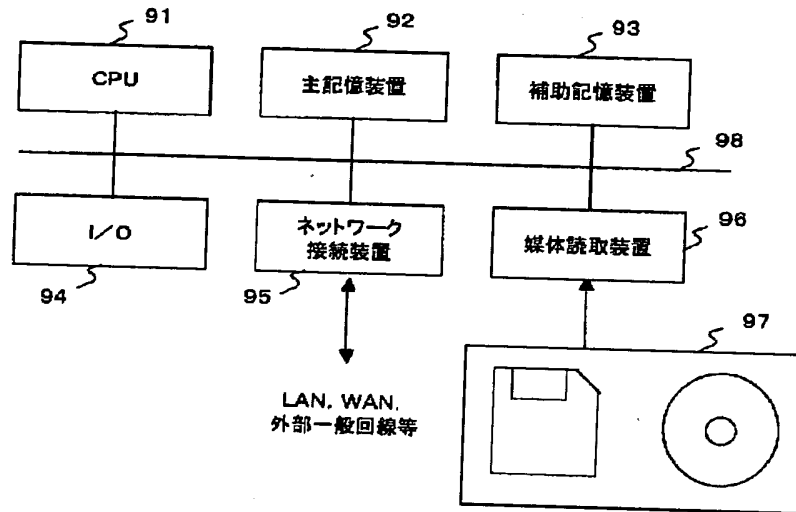 91
92
93
CPU
主記憶装置
補助記憶装置
98
I/O
ネットワーク
接続装置
媒体読取装置
96
94
95
97
LAN, WAN,
外部一般回線等